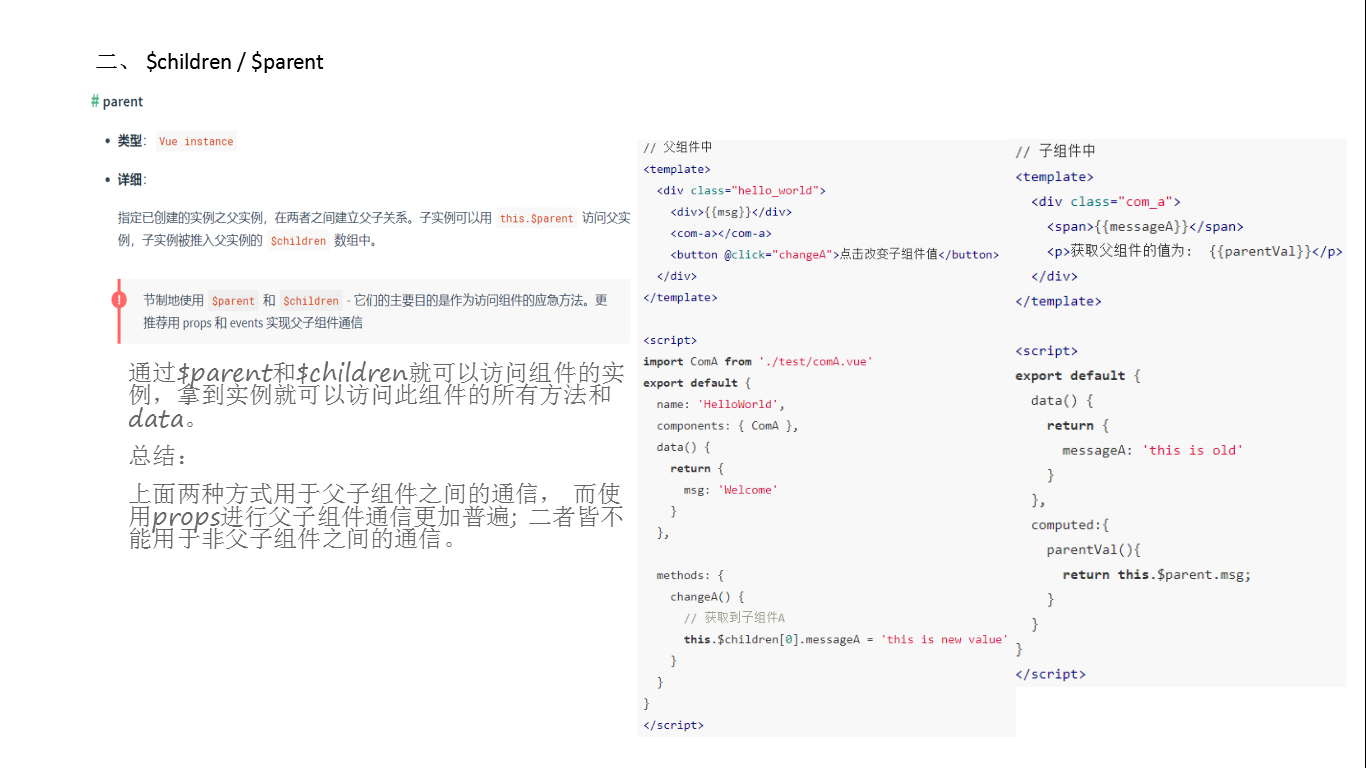 二、 $children / $parent
# parent
• 类型： Vue instance
• 详细：
指定已创建的实例之父实例，在两者之间建立父子关系。子实例可以用 this.$parent 访问父实
例，子实例被推入父实例的 $children 数组中。
! 节制地使用 $parent 和 $children - 它们的主要目的是作为访问组件的应急方法。更
推荐用 props 和 events 实现父子组件通信
通过$parent和$children就可以访问组件的实
例，拿到实例就可以访问此组件的所有方法和
data。
总结：
上面两种方式用于父子组件之间的通信， 而使
用props进行父子组件通信更加普遍; 二者皆不
能用于非父子组件之间的通信。
// 父组件中
<template>
  <div class="hello_world">
    <div>{{msg}}</div>
    <com-a></com-a>
    <button @click="changeA">点击改变子组件值</button>
  </div>
</template>

<script>
import ComA from './test/comA.vue'
export default {
  name: 'HelloWorld',
  components: { ComA },
  data() {
    return {
      msg: 'Welcome'
    }
  },

  methods: {
    changeA() {
      // 获取到子组件A
      this.$children[0].messageA = 'this is new value'
    }
  }
}
</script>
// 子组件中
<template>
  <div class="com_a">
    <span>{{messageA}}</span>
    <p>获取父组件的值为： {{parentVal}}</p>
  </div>
</template>

<script>
export default {
  data() {
    return {
      messageA: 'this is old'
    }
  },
  computed:{
    parentVal(){
      return this.$parent.msg;
    }
  }
}
</script>